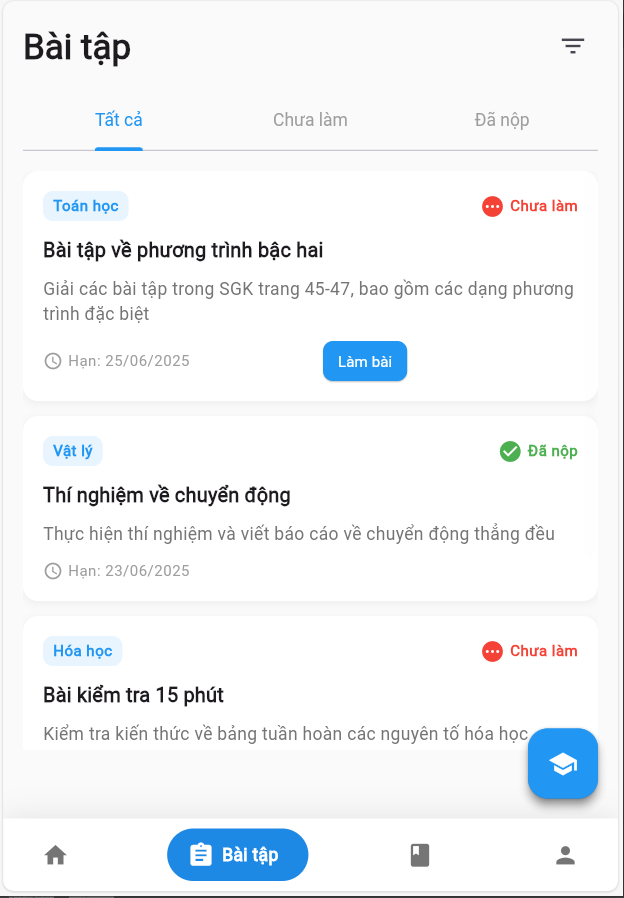 Bài tập
Tất cả
Chưa làm
Đã nộp
Toán học
Chưa làm
Bài tập về phương trình bậc hai
Giải các bài tập trong SGK trang 45-47, bao gồm các dạng phương
trình đặc biệt
Hạn: 25/06/2025
Làm bài
Vật lý
Đã nộp
Thí nghiệm về chuyển động
Thực hiện thí nghiệm và viết báo cáo về chuyển động thẳng đều
Hạn: 23/06/2025
Hóa học
Chưa làm
Bài kiểm tra 15 phút
Kiểm tra kiến thức về bảng tuần hoàn các nguyên tố hóa học
Bài tập